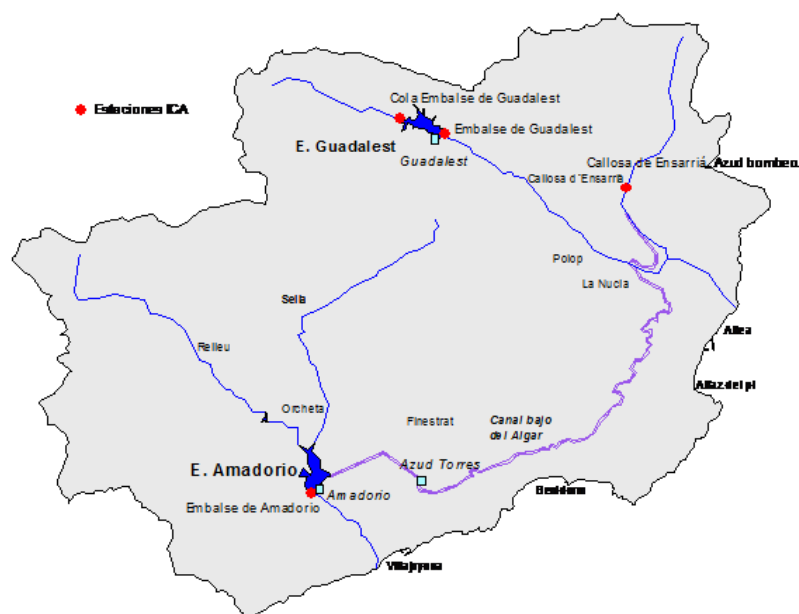 Estaciones ICA
Cola Embalse de Guadalest
Embalse de Guadalest
E. Guadalest
Guadalest
Callosa de Ensarriá
Azud bombeo
Callosa d'Ensarriá
Polop
La Nucia
Sella
Altea
Relleu
Alfaz del pi
Orcheta
Finestrat
Canal bajo
del Algar
E. Amadorio
Azud Torres
Amadorio
Benidorm
Embalse de Amadorio
Villajoyosa